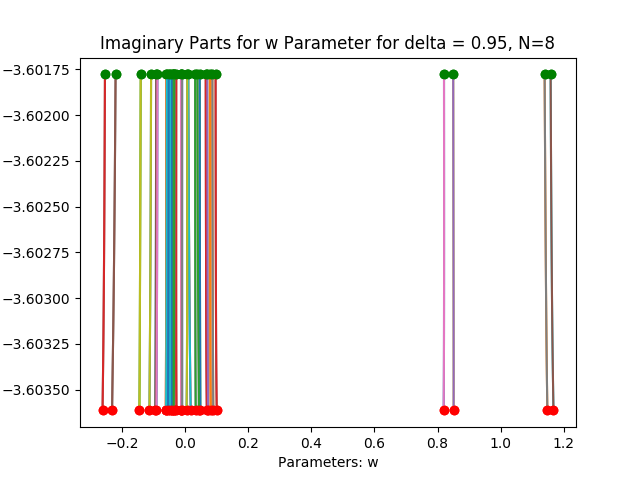 Imaginary Parts for w Parameter for delta = 0.95, N=8
−3.60175
−3.60200
−3.60225
−3.60250
−3.60275
−3.60300
−3.60325
−3.60350
−0.2 0.0 0.2 0.4 0.6 0.8 1.0 1.2
Parameters: w